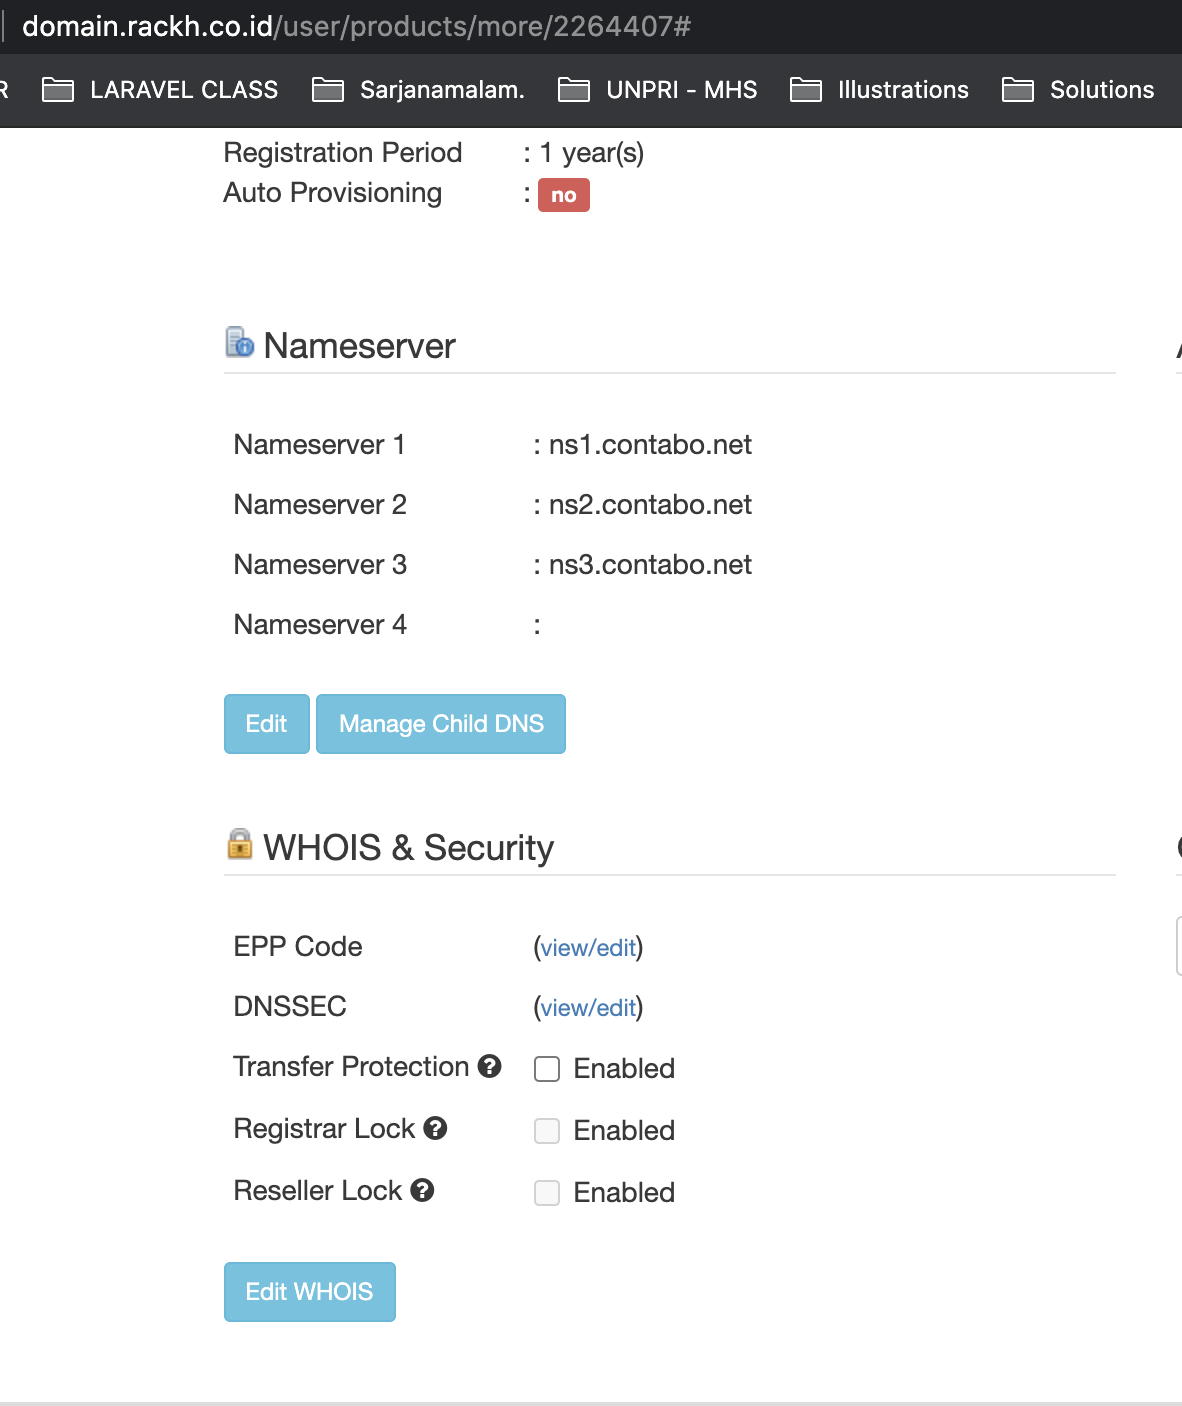 domain.rackh.co.id/user/products/more/2264407#
R LARAVEL CLASS Sarjanamalam. UNPRI - MHS Illustrations Solutions
Registration Period : 1 year(s)
Auto Provisioning : no
Nameserver
Nameserver 1 : ns1.contabo.net
Nameserver 2 : ns2.contabo.net
Nameserver 3 : ns3.contabo.net
Nameserver 4 :
Edit Manage Child DNS
WHOIS & Security
EPP Code (view/edit)
DNSSEC (view/edit)
Transfer Protection ? Enabled
Registrar Lock ? Enabled
Reseller Lock ? Enabled
Edit WHOIS